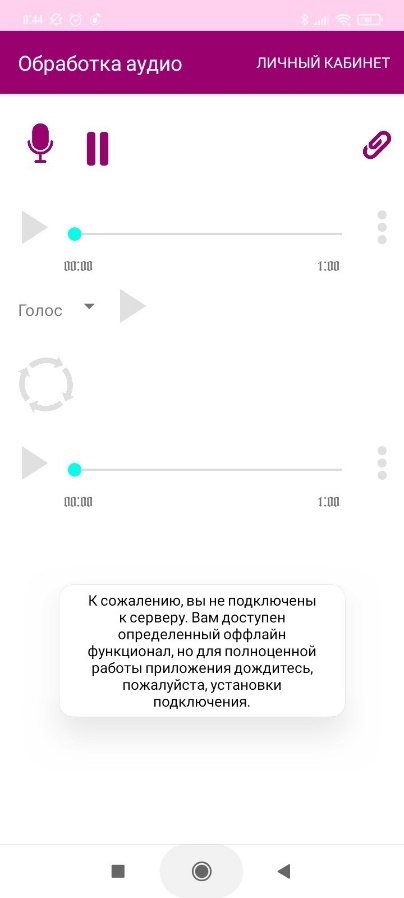 8:44
Обработка аудио ЛИЧНЫЙ КАБИНЕТ
00:00 1:00
Голос
00:00 1:00
К сожалению, вы не подключены
к серверу. Вам доступен
определенный оффлайн
функционал, но для полноценной
работы приложения дождитесь,
пожалуйста, установки
подключения.